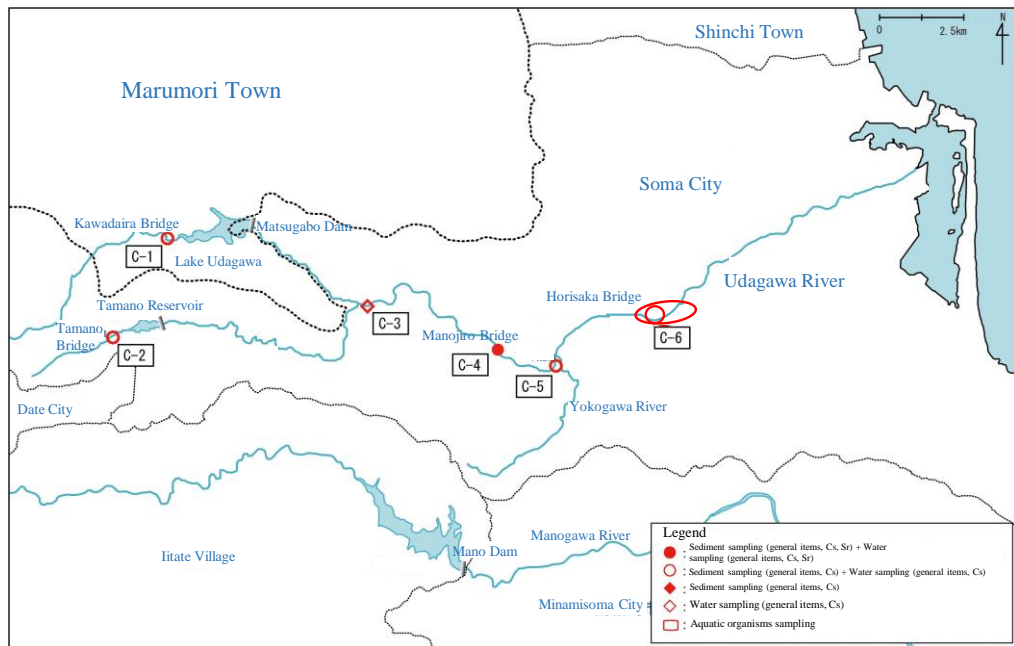 Shinchi Town
0 2.5km
N
Marumori Town
Soma City
Kawadaira Bridge
Matsugabo Dam
C-1
Lake Udagawa
Udagawa River
Tamano Reservoir
Horisaka Bridge
C-3
Tamano
Bridge
C-2
Manojiro Bridge
C-6
C-4
C-5
Date City
Yokogawa River
Manogawa River
Iitate Village
Mano Dam
Minamisoma City
Legend
: Sediment sampling (general items, Cs, Sr) + Water
sampling (general items, Cs, Sr)
: Sediment sampling (general items, Cs) + Water sampling (general items, Cs)
: Sediment sampling (general items, Cs)
: Water sampling (general items, Cs)
: Aquatic organisms sampling